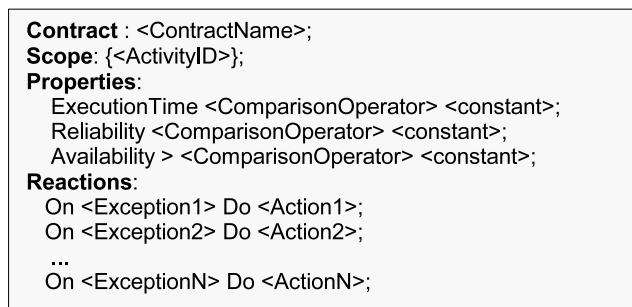 Contract : <ContractName>;
Scope: {<ActivityID>};
Properties:
ExecutionTime <ComparisonOperator> <constant>;
Reliability <ComparisonOperator> <constant>;
Availability > <ComparisonOperator> <constant>;
Reactions:
On <Exception1> Do <Action1>;
On <Exception2> Do <Action2>;
...
On <ExceptionN> Do <ActionN>;